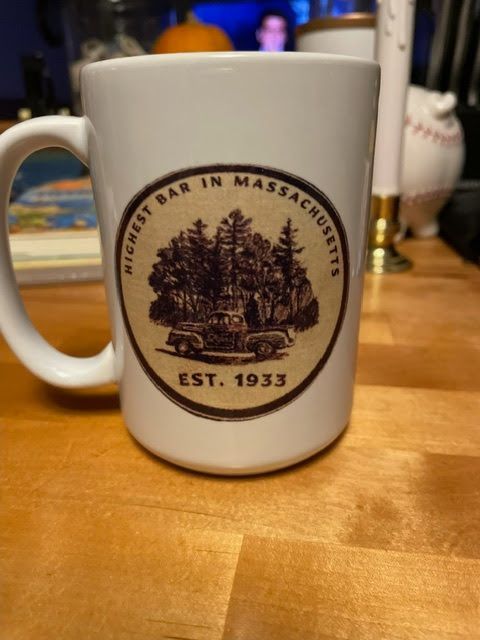 HIGHEST BAR IN MASSACHUSETTS
EST. 1933